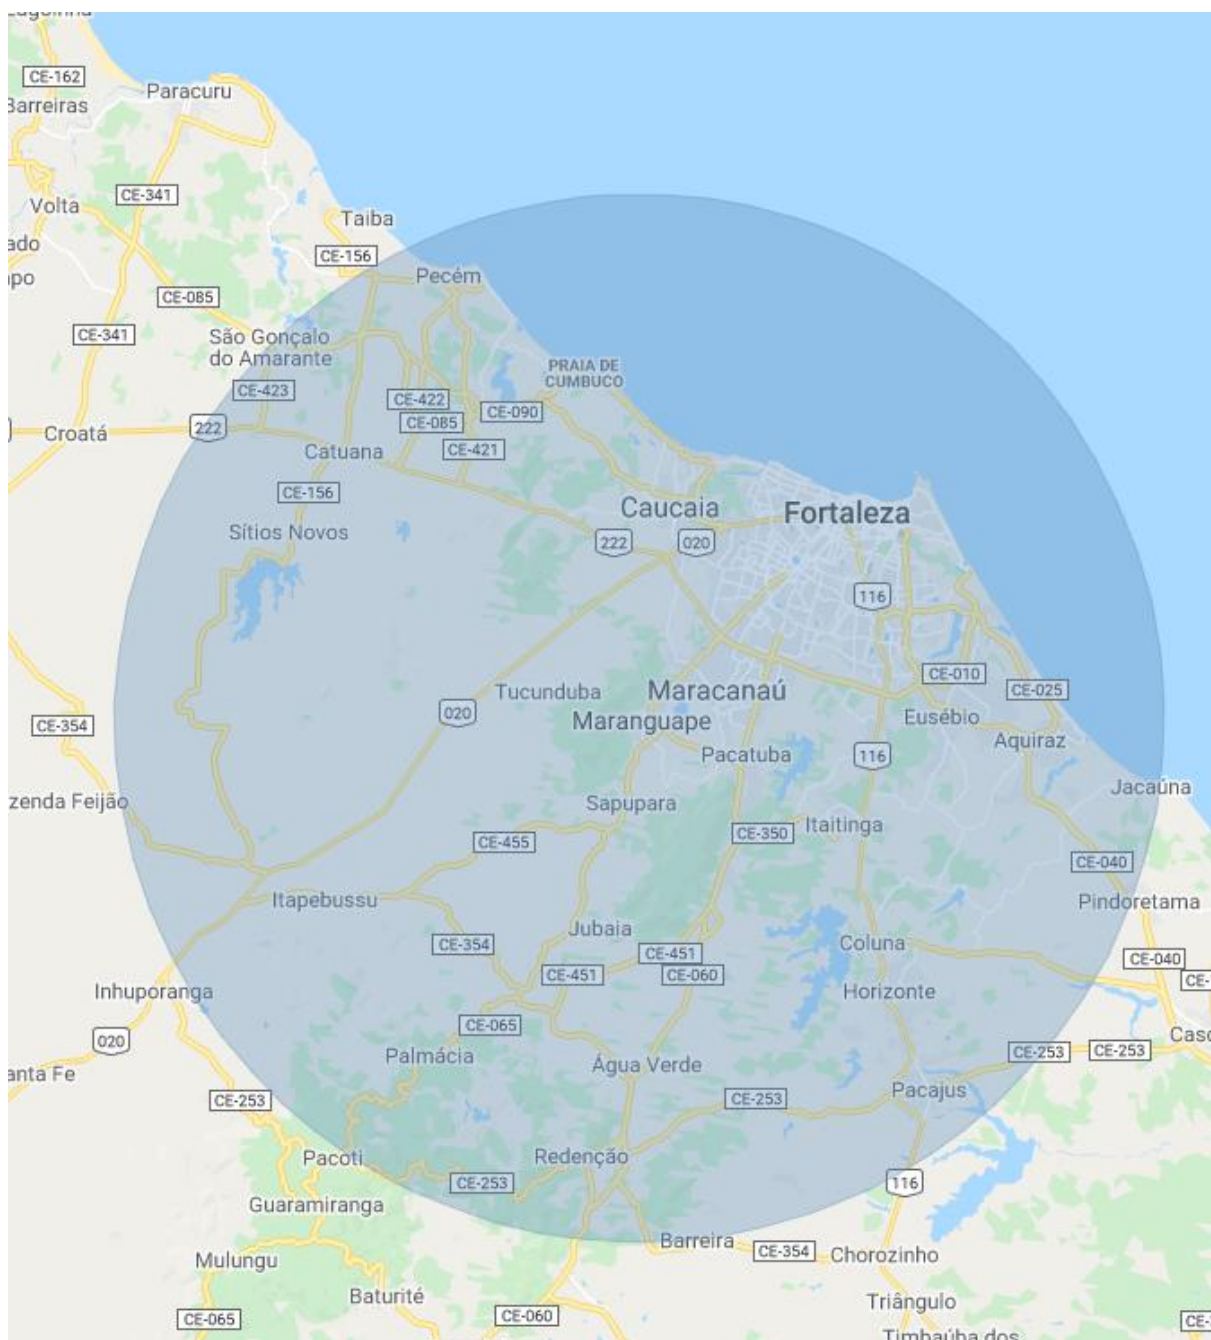 CE-162
Paracuru
Barreiras
CE-341
Volta
Taiba
CE-156
Pecém
CE-085
CE-341
São Gonçalo
do Amarante
PRAIA DE
CUMBUCO
CE-423
CE-422
CE-090
CE-085
222
Croatá
Catuana
CE-421
CE-156
Caucaia
Fortaleza
Sítios Novos
222
020
116
CE-010
CE-025
Tucunduba
Maracanaú
020
Maranguape
Eusébio
CE-354
Aquiraz
Pacatuba
116
Jacaúna
zenda Feijão
Sapupara
Itaitinga
CE-350
CE-455
CE-040
Itapebussu
Pindoretama
Jubaia
CE-354
Coluna
CE-451
CE-040
CE-451
CE-060
Inhuporanga
Horizonte
CE-065
020
Casc
Palmácia
CE-253
CE-253
Água Verde
anta Fe
CE-253
CE-253
Pacajus
Pacoti
Redenção
CE-253
116
Guaramiranga
Barreira
CE-354
Chorozinho
Mulungu
Baturité
Triângulo
CE-065
CE-060
CE-
Timbaúba dos